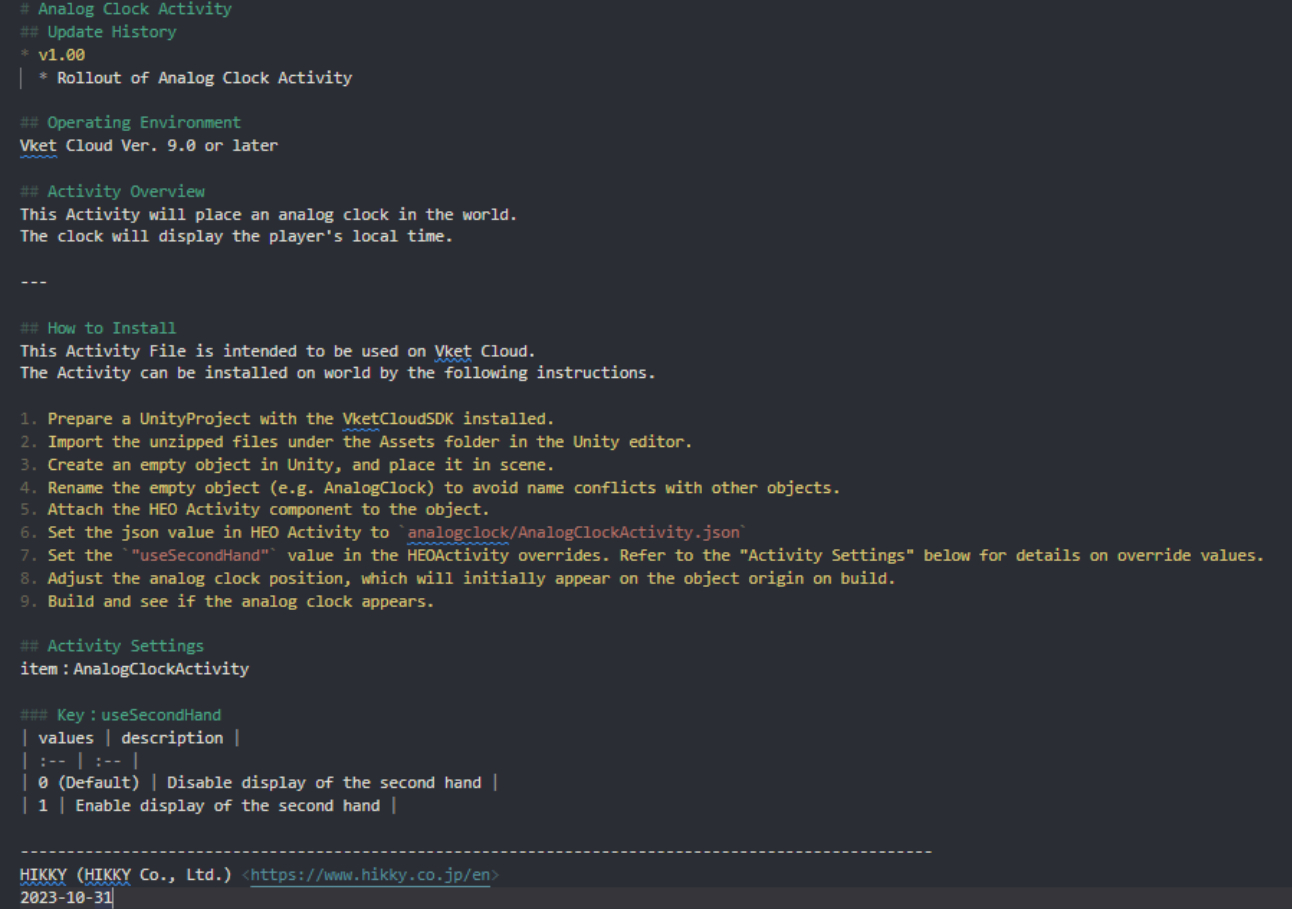 # Analog Clock Activity
## Update History
* v1.00
  * Rollout of Analog Clock Activity
## Operating Environment
Vket Cloud Ver. 9.0 or later
## Activity Overview
This Activity will place an analog clock in the world.
The clock will display the player's local time.
---
## How to Install
This Activity File is intended to be used on Vket Cloud.
The Activity can be installed on world by the following instructions.
1. Prepare a UnityProject with the VketCloudSDK installed.
2. Import the unzipped files under the Assets folder in the Unity editor.
3. Create an empty object in Unity, and place it in scene.
4. Rename the empty object (e.g. AnalogClock) to avoid name conflicts with other objects.
5. Attach the HEO Activity component to the object.
6. Set the json value in HEO Activity to `analogclock/AnalogClockActivity.json`
7. Set the `"useSecondHand"` value in the HEOActivity overrides. Refer to the "Activity Settings" below for details on override values.
8. Adjust the analog clock position, which will initially appear on the object origin on build.
9. Build and see if the analog clock appears.
## Activity Settings
item：AnalogClockActivity
### Key：useSecondHand
| values | description |
| :-- | :-- |
| 0 (Default) | Disable display of the second hand |
| 1 | Enable display of the second hand |
---------------------------------------------------------------------------------------------------
HIKKY (HIKKY Co., Ltd.) <https://www.hikky.co.jp/en>
2023-10-31